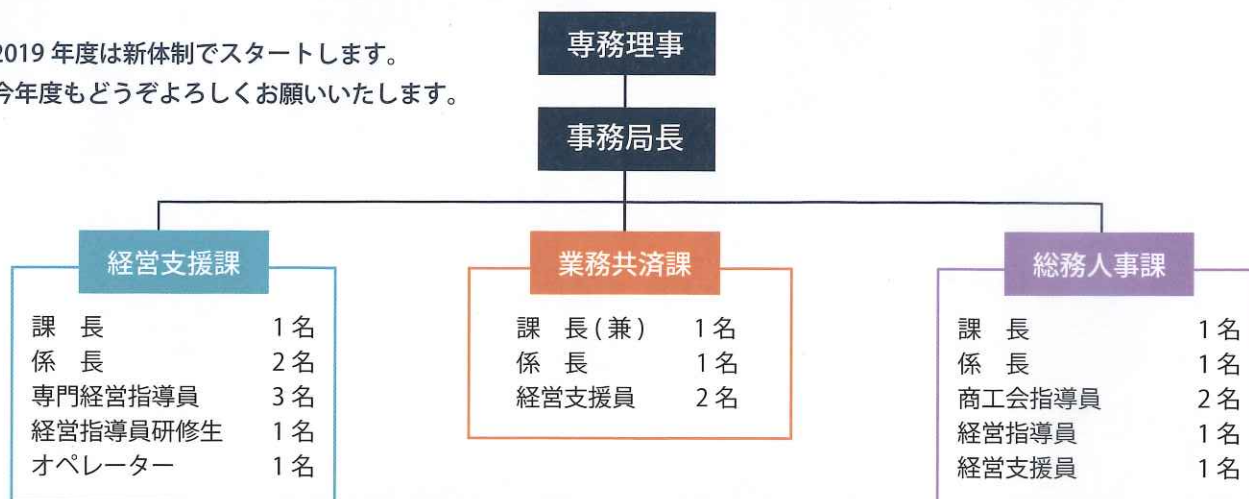 2019 年度は新体制でスタートします。
今年度もどうぞよろしくお願いいたします。
専務理事
事務局長
経営支援課
課　長　1 名
係　長　2 名
専門経営指導員　3 名
経営指導員研修生　1 名
オペレーター　1 名
業務共済課
課　長 ( 兼 )　1 名
係　長　1 名
経営支援員　2 名
総務人事課
課　長　1 名
係　長　1 名
商工会指導員　2 名
経営指導員　1 名
経営支援員　1 名